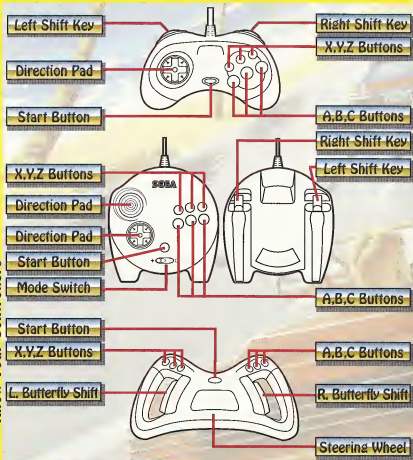 Left Shift Key
Right Shift Key
X,Y,Z Buttons
Direction Pad
Start Button
A,B,C Buttons
Right Shift Key
Left Shift Key
X,Y,Z Buttons
SEGA
Direction Pad
Direction Pad
Start Button
Mode Switch
A,B,C Buttons
Start Button
X,Y,Z Buttons
A,B,C Buttons
L. Butterfly Shift
R. Butterfly Shift
Steering Wheel